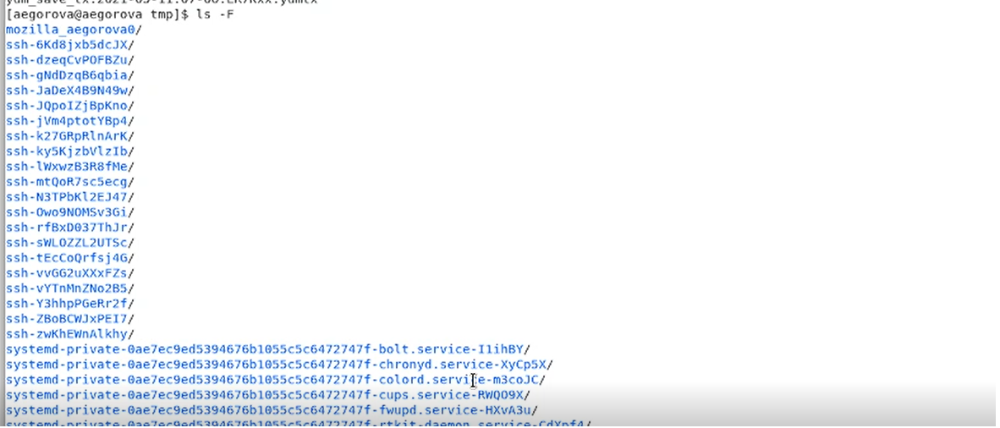 [aegorova@aegorova tmp]$ ls -F
mozilla_aegorova0/
ssh-6Kd8jxb5dcJX/
ssh-dzeqCvPOFBZu/
ssh-gNdDzqB6qbia/
ssh-JaDeX4B9N49w/
ssh-JQpoIZjBpKno/
ssh-jVm4ptotYBp4/
ssh-k27GRpRlnArK/
ssh-ky5KjzbVlzIb/
ssh-lWxwzB3R8fMe/
ssh-mtQoR7sc5ecg/
ssh-N3TPbKl2EJ47/
ssh-Owo9NOMSv3Gi/
ssh-rfBxD037ThJr/
ssh-sWLOZZL2UTSc/
ssh-tEcCoQrfsj4G/
ssh-vvGG2uXXxFZs/
ssh-vYTnMnZNo2B5/
ssh-Y3hhpPGeRr2f/
ssh-ZBoBCWJxPEI7/
ssh-zwKhEWnAlkhy/
systemd-private-0ae7ec9ed5394676b1055c5c6472747f-bolt.service-I1ihBY/
systemd-private-0ae7ec9ed5394676b1055c5c6472747f-chronyd.service-XyCp5X/
systemd-private-0ae7ec9ed5394676b1055c5c6472747f-colord.service-m3coJC/
systemd-private-0ae7ec9ed5394676b1055c5c6472747f-cups.service-RWQO9X/
systemd-private-0ae7ec9ed5394676b1055c5c6472747f-fwupd.service-HXvA3u/
systemd-private-0ae7ec9ed5394676b1055c5c6472747f-rtkit-daemon.service-CdXpf4/